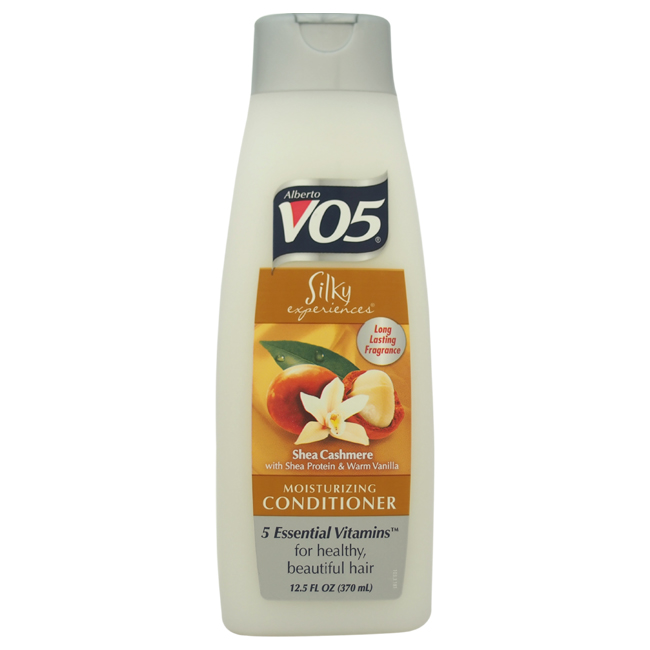 Alberto
VO5®
Silky
experiences®
Long
Lasting
Fragrance
Shea Cashmere
with Shea Protein & Warm Vanilla
MOISTURIZING
CONDITIONER
5 Essential Vitamins™
for healthy,
beautiful hair
12.5 FL OZ (370 mL)